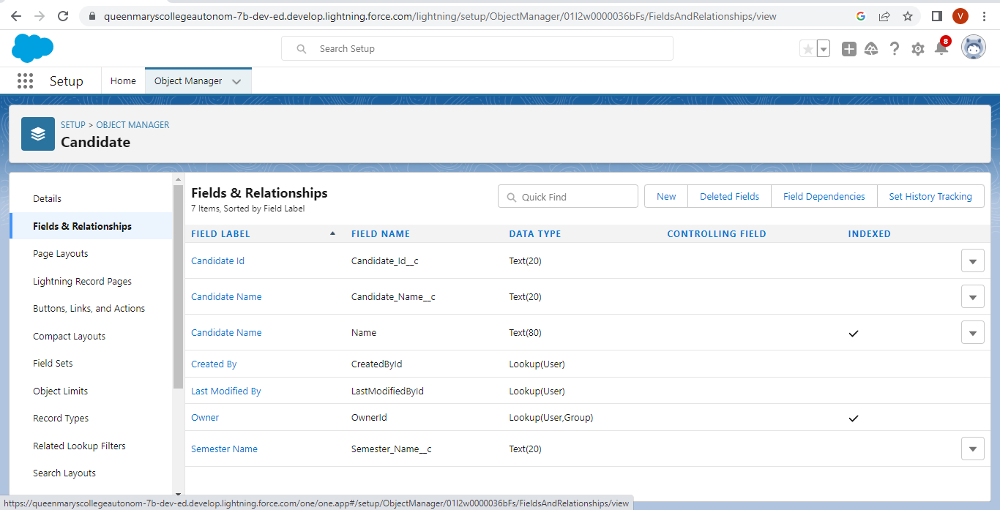 queenmaryscollegeautonom-7b-dev-ed.develop.lightning.force.com/lightning/setup/ObjectManager/01I2w0000036bFs/FieldsAndRelationships/view
V
Search Setup
8
Setup
Home
Object Manager
SETUP > OBJECT MANAGER
Candidate
Details
Fields & Relationships
Page Layouts
Lightning Record Pages
Buttons, Links, and Actions
Compact Layouts
Field Sets
Object Limits
Record Types
Related Lookup Filters
Search Layouts
Fields & Relationships
7 Items, Sorted by Field Label
Quick Find
New
Deleted Fields
Field Dependencies
Set History Tracking
FIELD LABEL FIELD NAME DATA TYPE CONTROLLING FIELD INDEXED
Candidate Id Candidate_Id__c Text(20)
Candidate Name Candidate_Name__c Text(20)
Candidate Name Name Text(80)
Created By CreatedById Lookup(User)
Last Modified By LastModifiedById Lookup(User)
Owner OwnerId Lookup(User,Group)
Semester Name Semester_Name__c Text(20)
https://queenmaryscollegeautonom-7b-dev-ed.develop.lightning.force.com/one/one.app#/setup/ObjectManager/01I2w0000036bFs/FieldsAndRelationships/view